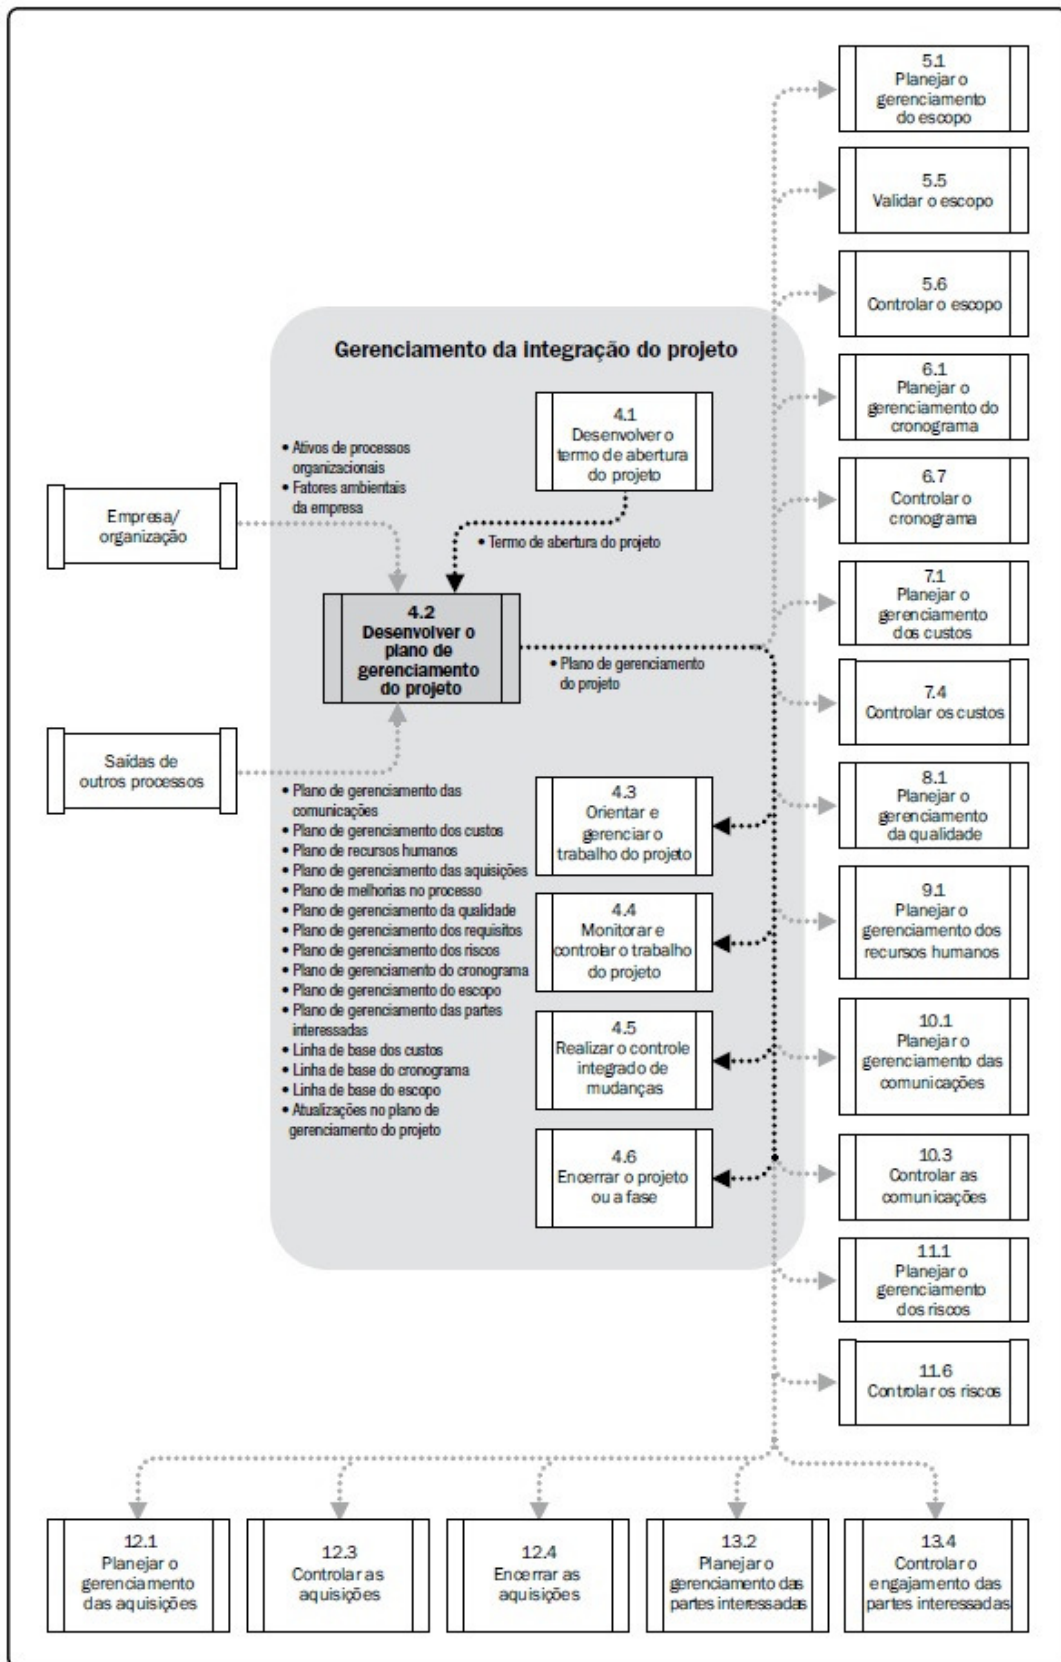 5.1
Planejar o
gerenciamento
do escopo
5.5
Validar o escopo
5.6
Controlar o escopo
Gerenciamento da integração do projeto
6.1
Planejar o
gerenciamento do
cronograma
4.1
Desenvolver o
termo de abertura
do projeto
• Ativos de processos
organizacionais
• Fatores ambientais
da empresa
6.7
Controlar o
cronograma
Empresa/
organização
• Termo de abertura do projeto
7.1
Planejar o
gerenciamento
dos custos
4.2
Desenvolver o
plano de
gerenciamento
do projeto
• Plano de gerenciamento
do projeto
7.4
Controlar os custos
Saídas de
outros processos
8.1
Planejar o
gerenciamento
da qualidade
• Plano de gerenciamento das
comunicações
• Plano de gerenciamento dos custos
• Plano de recursos humanos
• Plano de gerenciamento das aquisições
• Plano de melhorias no processo
• Plano de gerenciamento da qualidade
• Plano de gerenciamento dos requisitos
• Plano de gerenciamento dos riscos
• Plano de gerenciamento do cronograma
• Plano de gerenciamento do escopo
• Plano de gerenciamento das partes
interessadas
• Linha de base dos custos
• Linha de base do cronograma
• Linha de base do escopo
• Atualizações no plano de
gerenciamento do projeto
4.3
Orientar e
gerenciar o
trabalho do projeto
4.4
Monitorar e
controlar o trabalho
do projeto
4.5
Realizar o controle
integrado de
mudanças
4.6
Encerrar o projeto
ou a fase
9.1
Planejar o
gerenciamento dos
recursos humanos
10.1
Planejar o
gerenciamento das
comunicações
10.3
Controlar as
comunicações
11.1
Planejar o
gerenciamento
dos riscos
11.6
Controlar os riscos
12.1
Planejar o
gerenciamento
das aquisições
12.3
Controlar as
aquisições
12.4
Encerrar as
aquisições
13.2
Planejar o
gerenciamento das
partes interessadas
13.4
Controlar o
engajamento das
partes interessadas